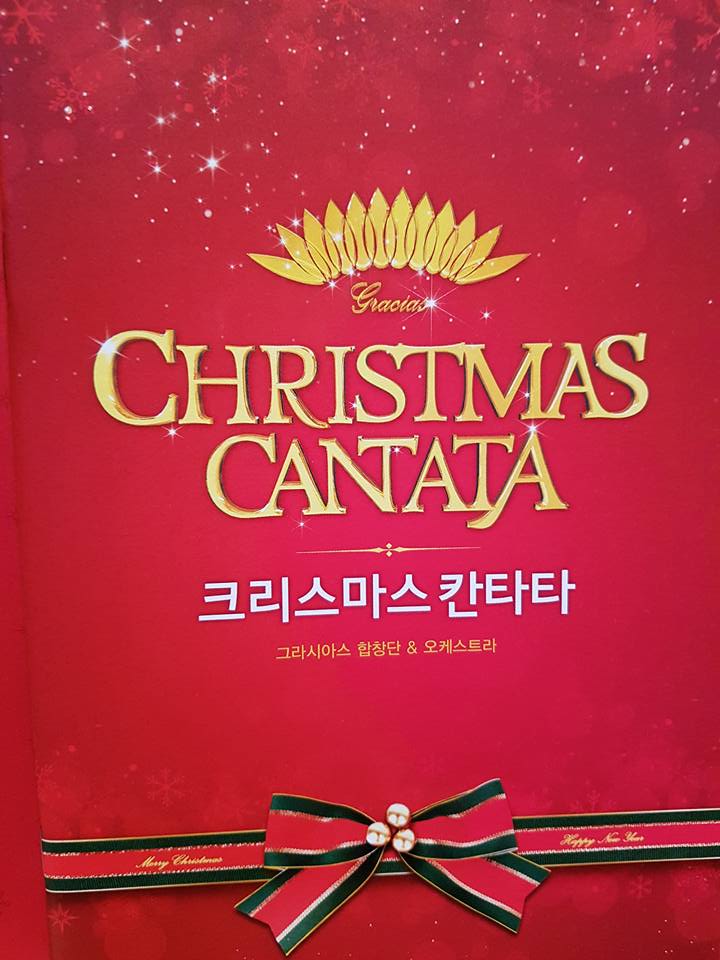 Gracias
CHRISTMAS
CANTATA
크리스마스 칸타타
그라시아스 합창단 & 오케스트라
Merry Christmas
Happy New Year